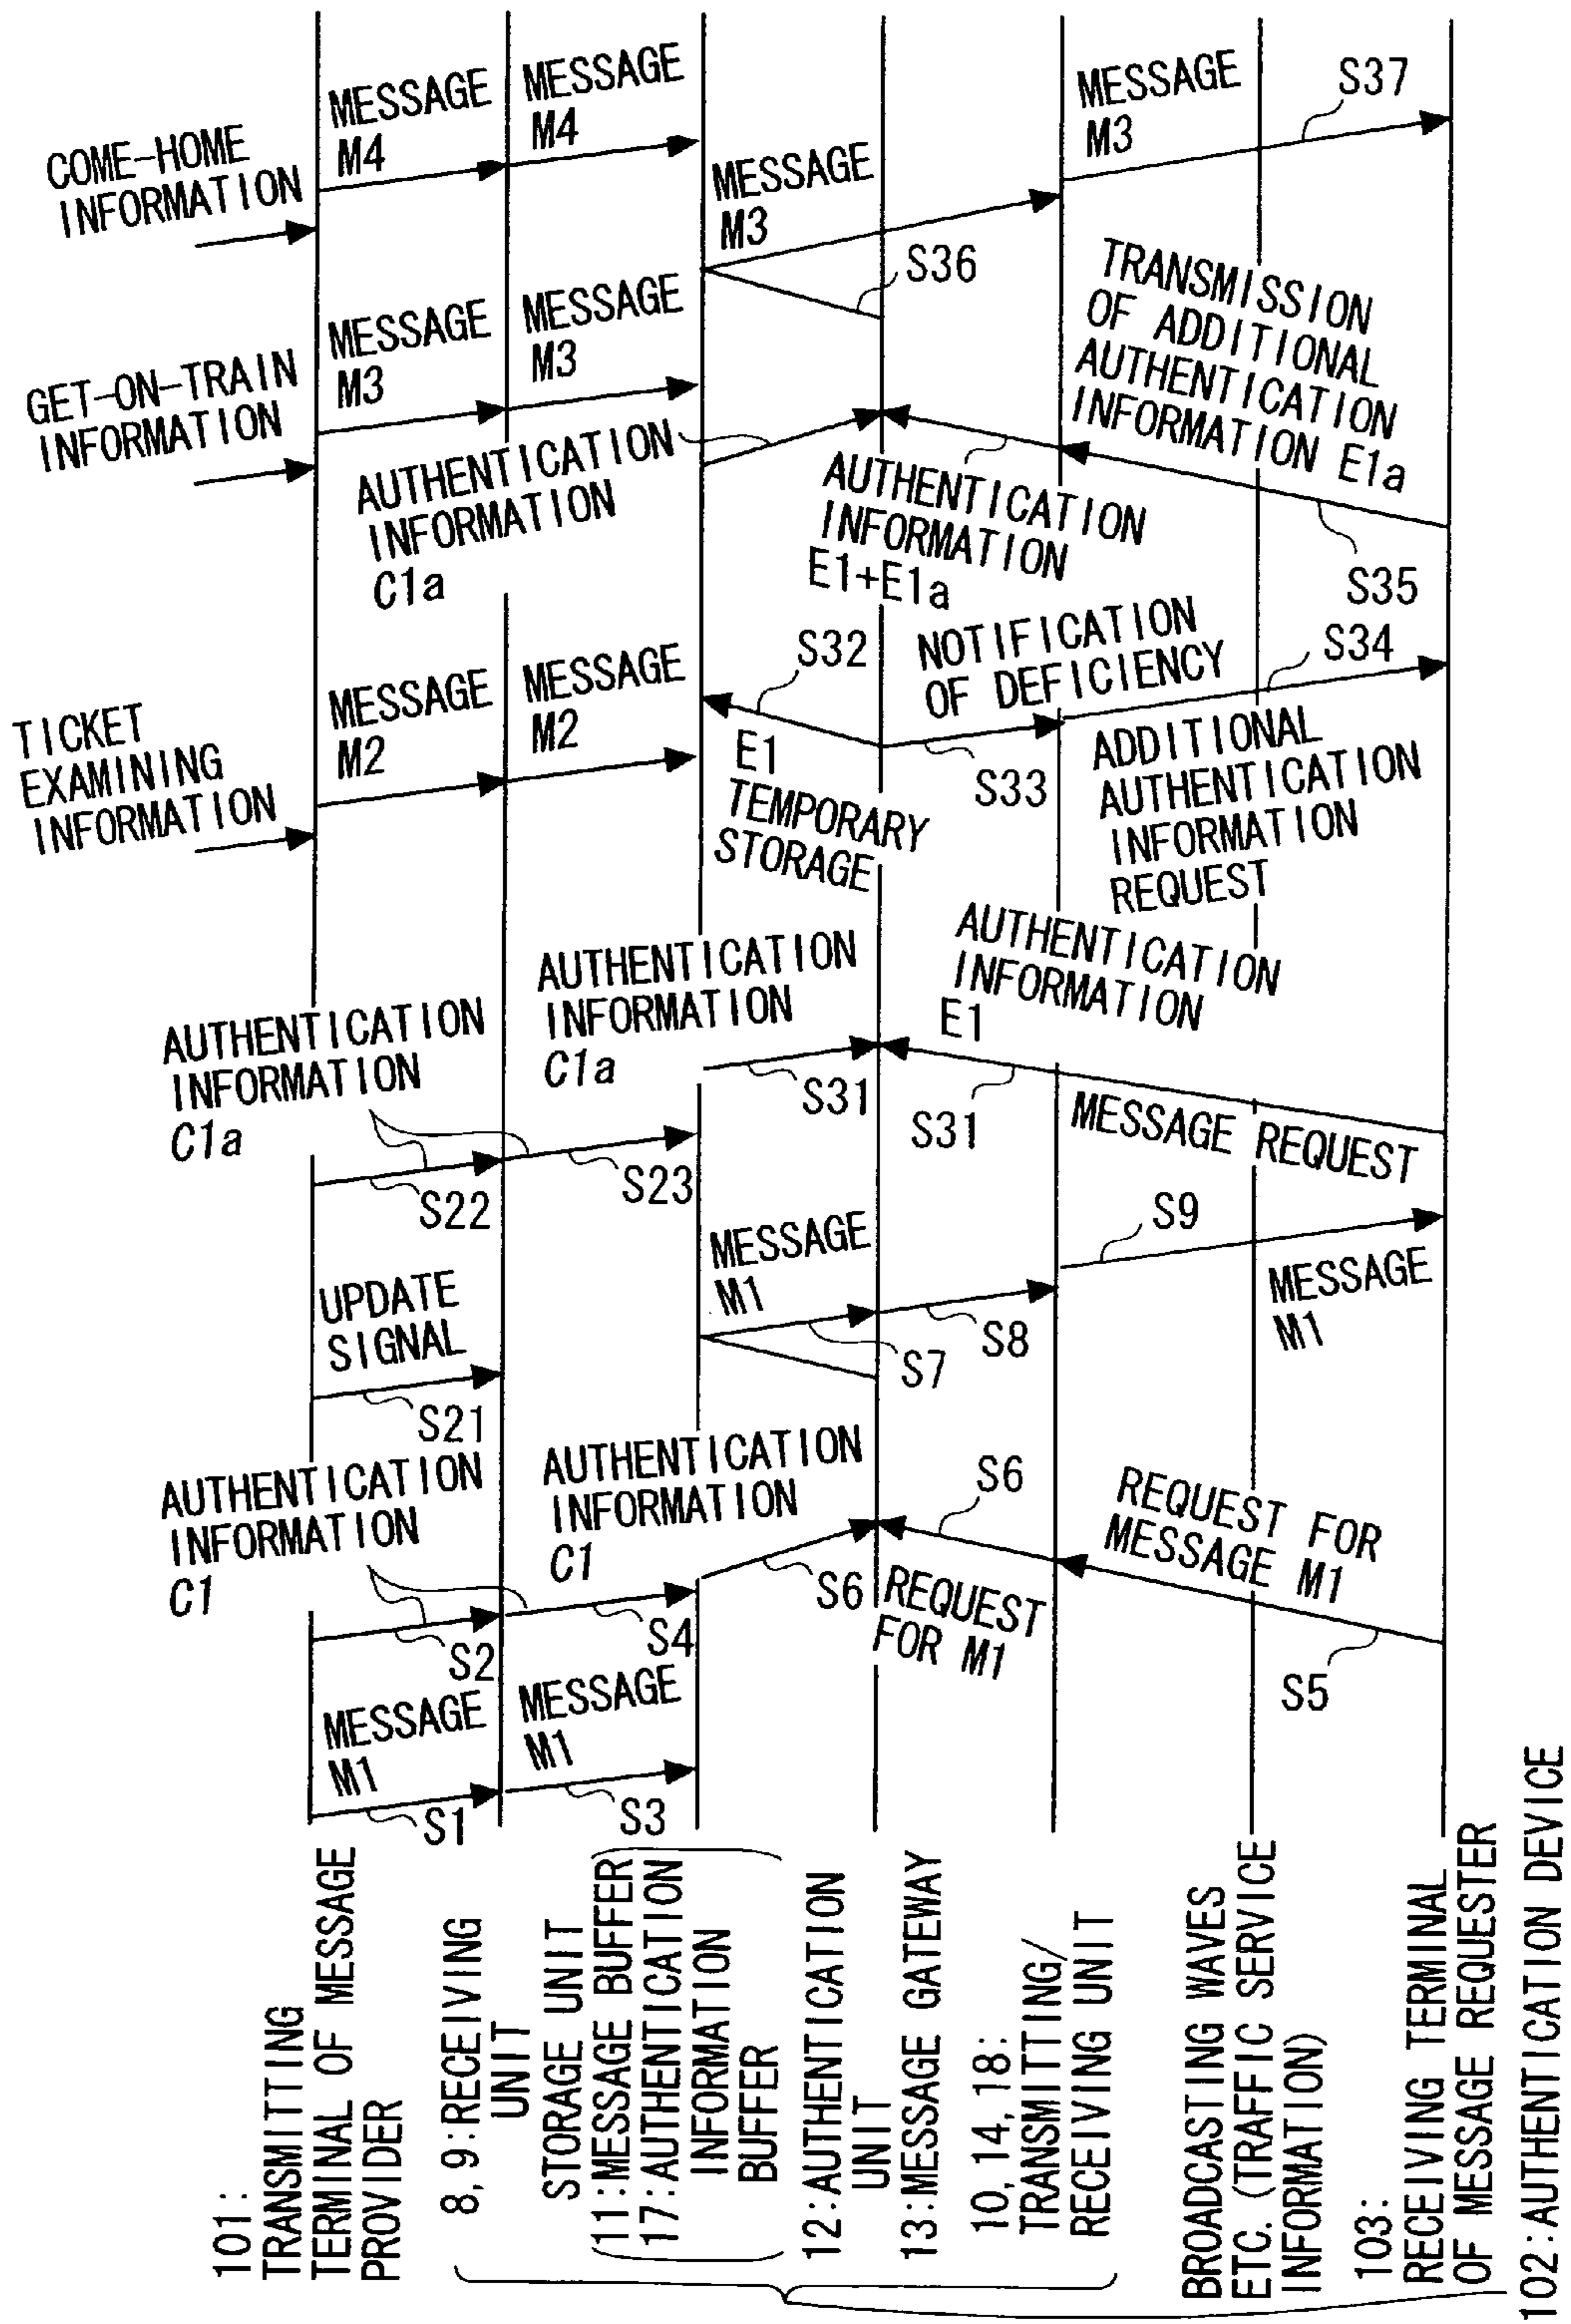 COME-HOME
INFORMATION
MESSAGE
M4
MESSAGE
M4
MESSAGE
M3
MESSAGE
M3
S37
S36
GET-ON-TRAIN
INFORMATION
MESSAGE
M3
MESSAGE
M3
AUTHENTICATION
INFORMATION
C1a
AUTHENTICATION
INFORMATION
E1+E1a
TRANSMISSION
OF ADDITIONAL
AUTHENTICATION
INFORMATION E1a
S35
TICKET
EXAMINING
INFORMATION
MESSAGE
M2
MESSAGE
M2
S32
E1
TEMPORARY
STORAGE
NOTIFICATION
OF DEFICIENCY
S33
S34
ADDITIONAL
AUTHENTICATION
INFORMATION
REQUEST
AUTHENTICATION
INFORMATION
C1a
S22
S23
AUTHENTICATION
INFORMATION
C1a
S31
AUTHENTICATION
INFORMATION
E1
S31
MESSAGE REQUEST
UPDATE
SIGNAL
S21
MESSAGE
M1
S7
S8
S9
MESSAGE
M1
AUTHENTICATION
INFORMATION
C1
S2
S4
AUTHENTICATION
INFORMATION
C1
S6
S6
REQUEST
FOR M1
REQUEST FOR
MESSAGE M1
S5
MESSAGE
M1
S1
MESSAGE
M1
S3
101:
TRANSMITTING
TERMINAL OF MESSAGE
PROVIDER
8, 9:RECEIVING
UNIT
STORAGE UNIT
11:MESSAGE BUFFER
17:AUTHENTICATION
INFORMATION
BUFFER
12:AUTHENTICATION
UNIT
13:MESSAGE GATEWAY
10, 14, 18:
TRANSMITTING/
RECEIVING UNIT
BROADCASTING WAVES
ETC. (TRAFFIC SERVICE
INFORMATION)
103:
RECEIVING TERMINAL
OF MESSAGE REQUESTER
102:AUTHENTICATION DEVICE